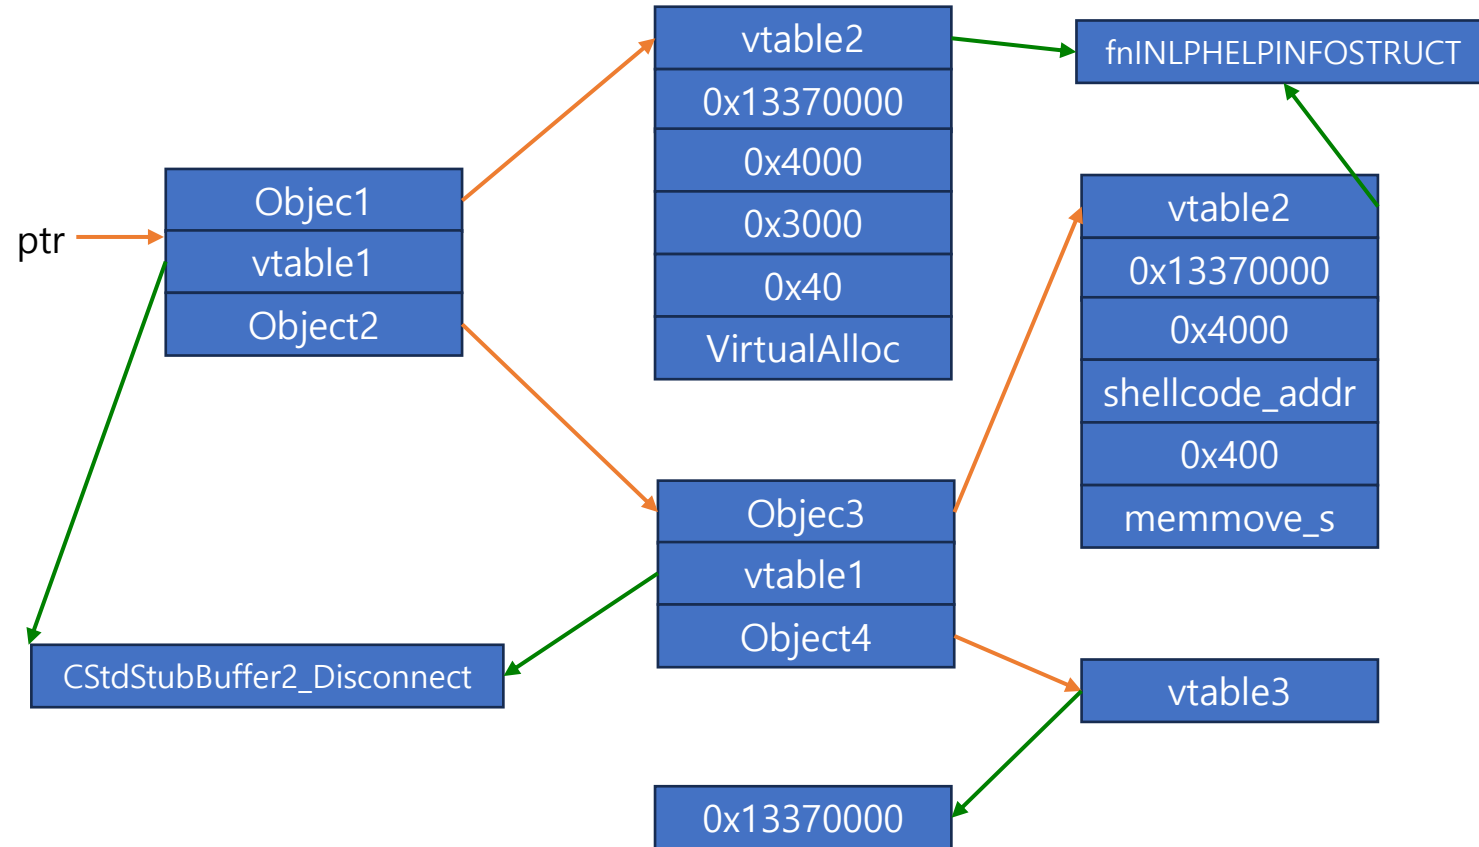 vtable2
0x13370000
0x4000
0x3000
0x40
VirtualAlloc
fnINLPHELPINFOSTRUCT
ptr
Objec1
vtable1
Object2
vtable2
0x13370000
0x4000
shellcode_addr
0x400
memmove_s
Objec3
vtable1
Object4
CStdStubBuffer2_Disconnect
vtable3
0x13370000